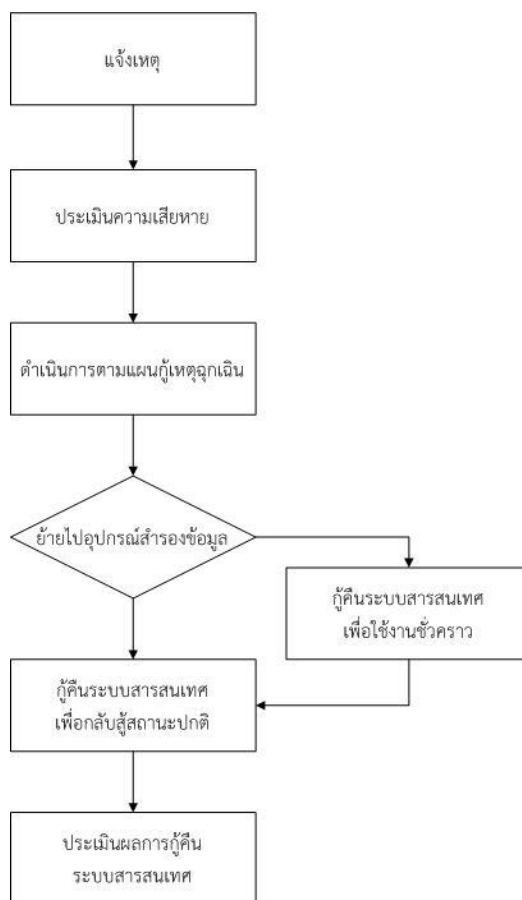 แจ้งเหตุ
ประเมินความเสียหาย
ดำเนินการตามแผนกู้เหตุฉุกเฉิน
ย้ายไปอุปกรณ์สำรองข้อมูล
กู้คืนระบบสารสนเทศ
เพื่อใช้งานชั่วคราว
กู้คืนระบบสารสนเทศ
เพื่อกลับสู้สถานะปกติ
ประเมินผลการกู้คืน
ระบบสารสนเทศ